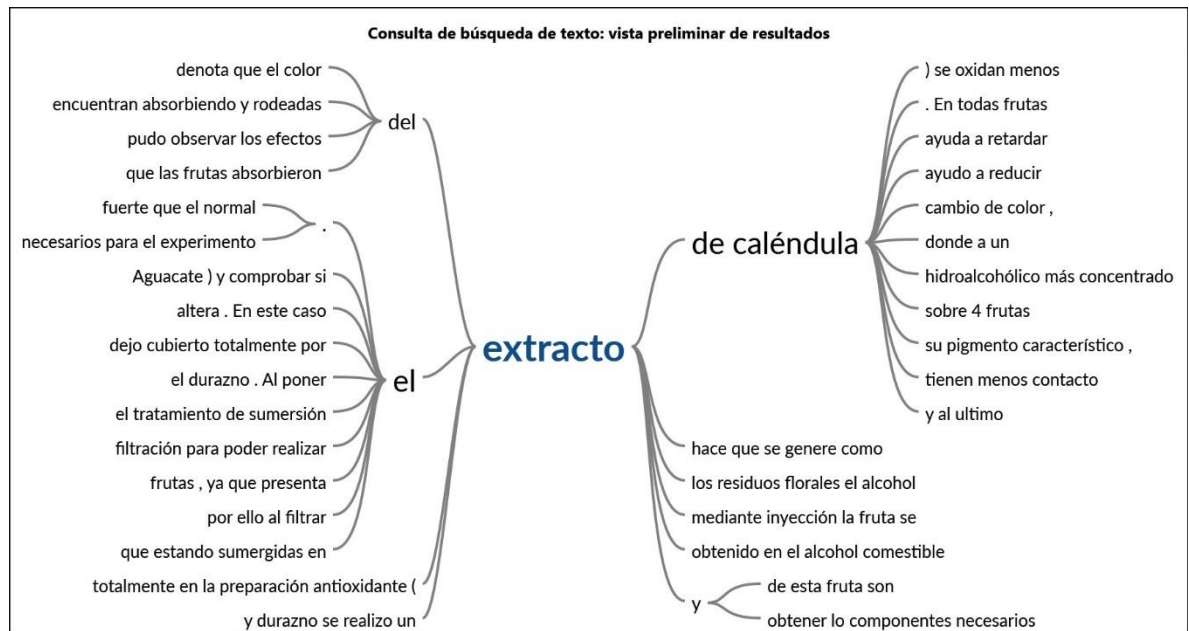 Consulta de búsqueda de texto: vista preliminar de resultados
denota que el color
encuentran absorbiendo y rodeadas
pudo observar los efectos
que las frutas absorbieron
del
fuerte que el normal
necesarios para el experimento
.
Aguacate ) y comprobar si
altera . En este caso
dejo cubierto totalmente por
el durazno . Al poner
el tratamiento de sumersión
filtración para poder realizar
frutas , ya que presenta
por ello al filtrar
que estando sumergidas en
el
totalmente en la preparación antioxidante (
y durazno se realizo un
extracto
de caléndula
) se oxidan menos
. En todas frutas
ayuda a retardar
ayudo a reducir
cambio de color ,
donde a un
hidroalcohólico más concentrado
sobre 4 frutas
su pigmento característico ,
tienen menos contacto
y al ultimo
hace que se genere como
los residuos florales el alcohol
mediante inyección la fruta se
obtenido en el alcohol comestible
y
de esta fruta son
obtener lo componentes necesarios